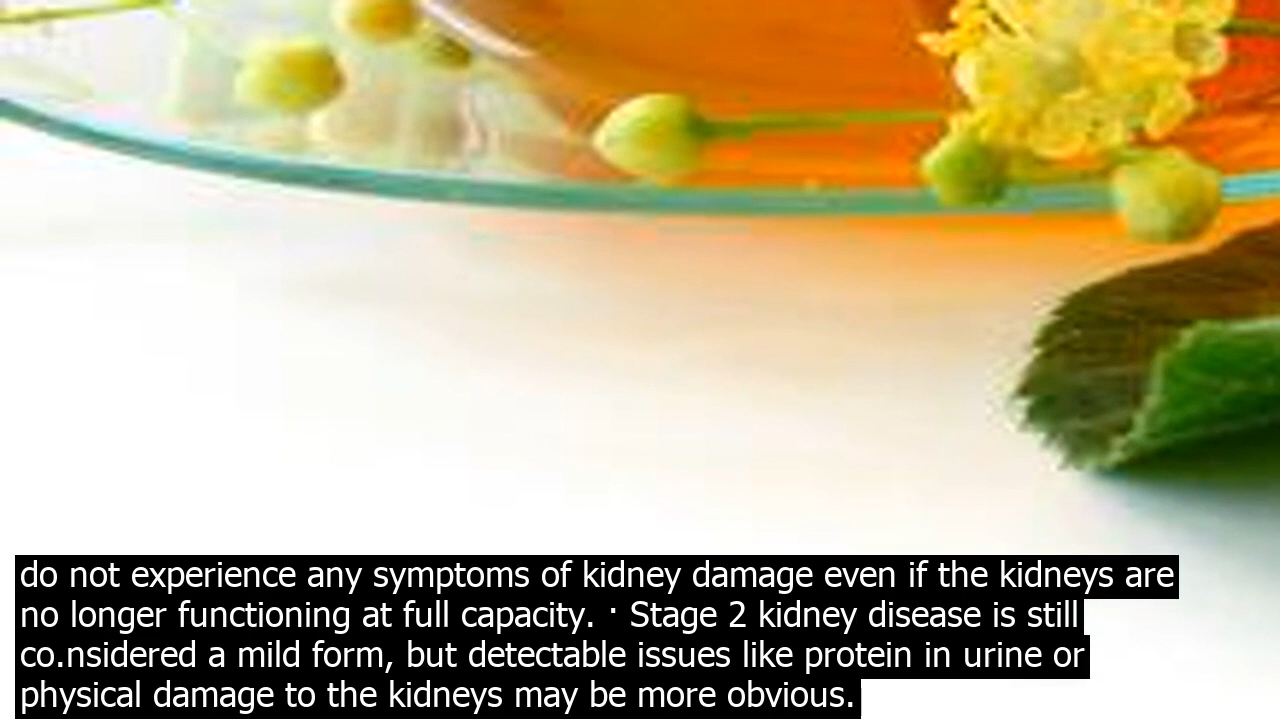 do not experience any symptoms of kidney damage even if the kidneys are
no longer functioning at full capacity. · Stage 2 kidney disease is still
co.nsidered a mild form, but detectable issues like protein in urine or
physical damage to the kidneys may be more obvious.